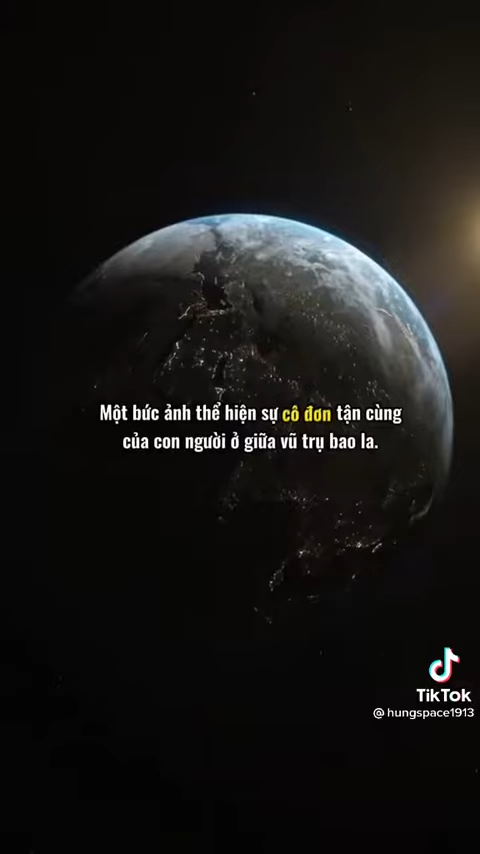 Một bức ảnh thể hiện sự cô đơn tận cùng
của con người ở giữa vũ trụ bao la.
TikTok
@hungspace1913